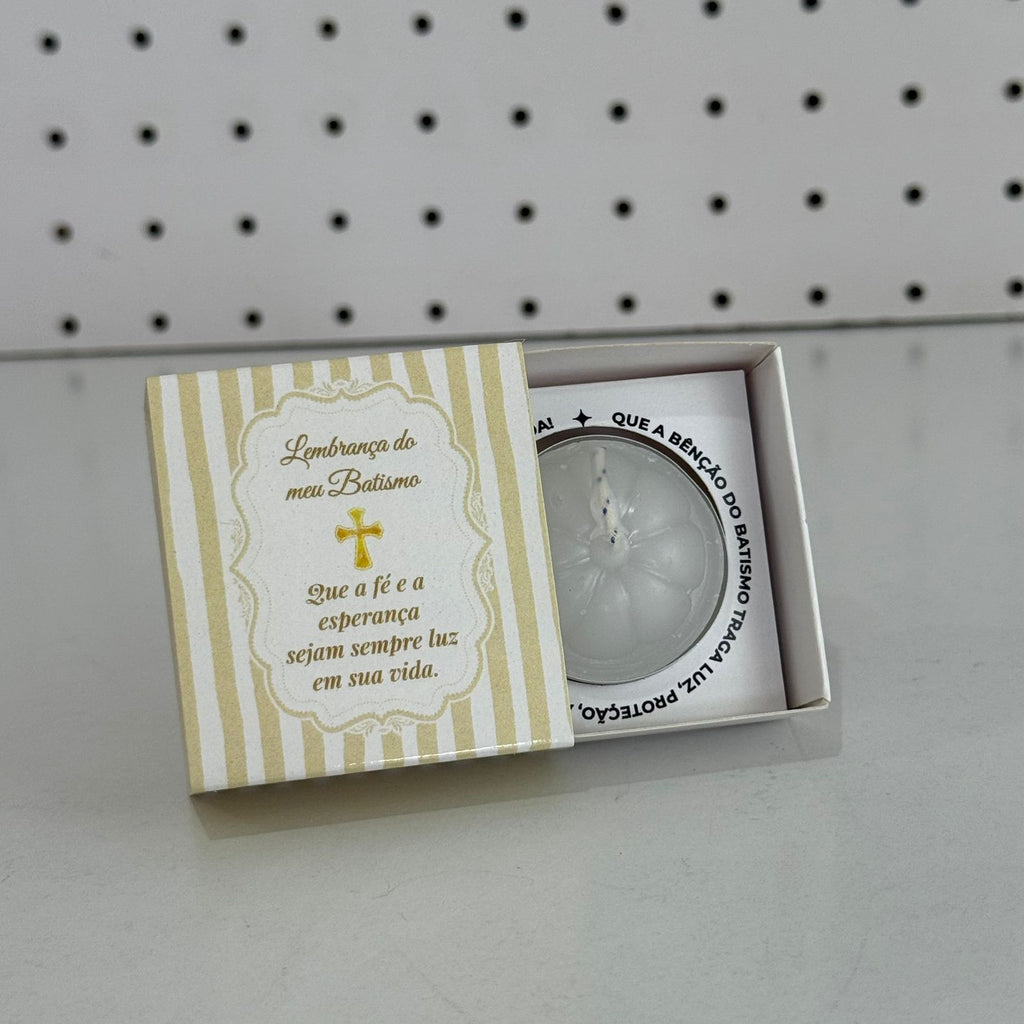 Lembrança do
meu Batismo
Que a fé e a
esperança
sejam sempre luz
em sua vida.
QUE A BÊNÇÃO DO BATISMO TRAGA LUZ, PROTEÇÃO,